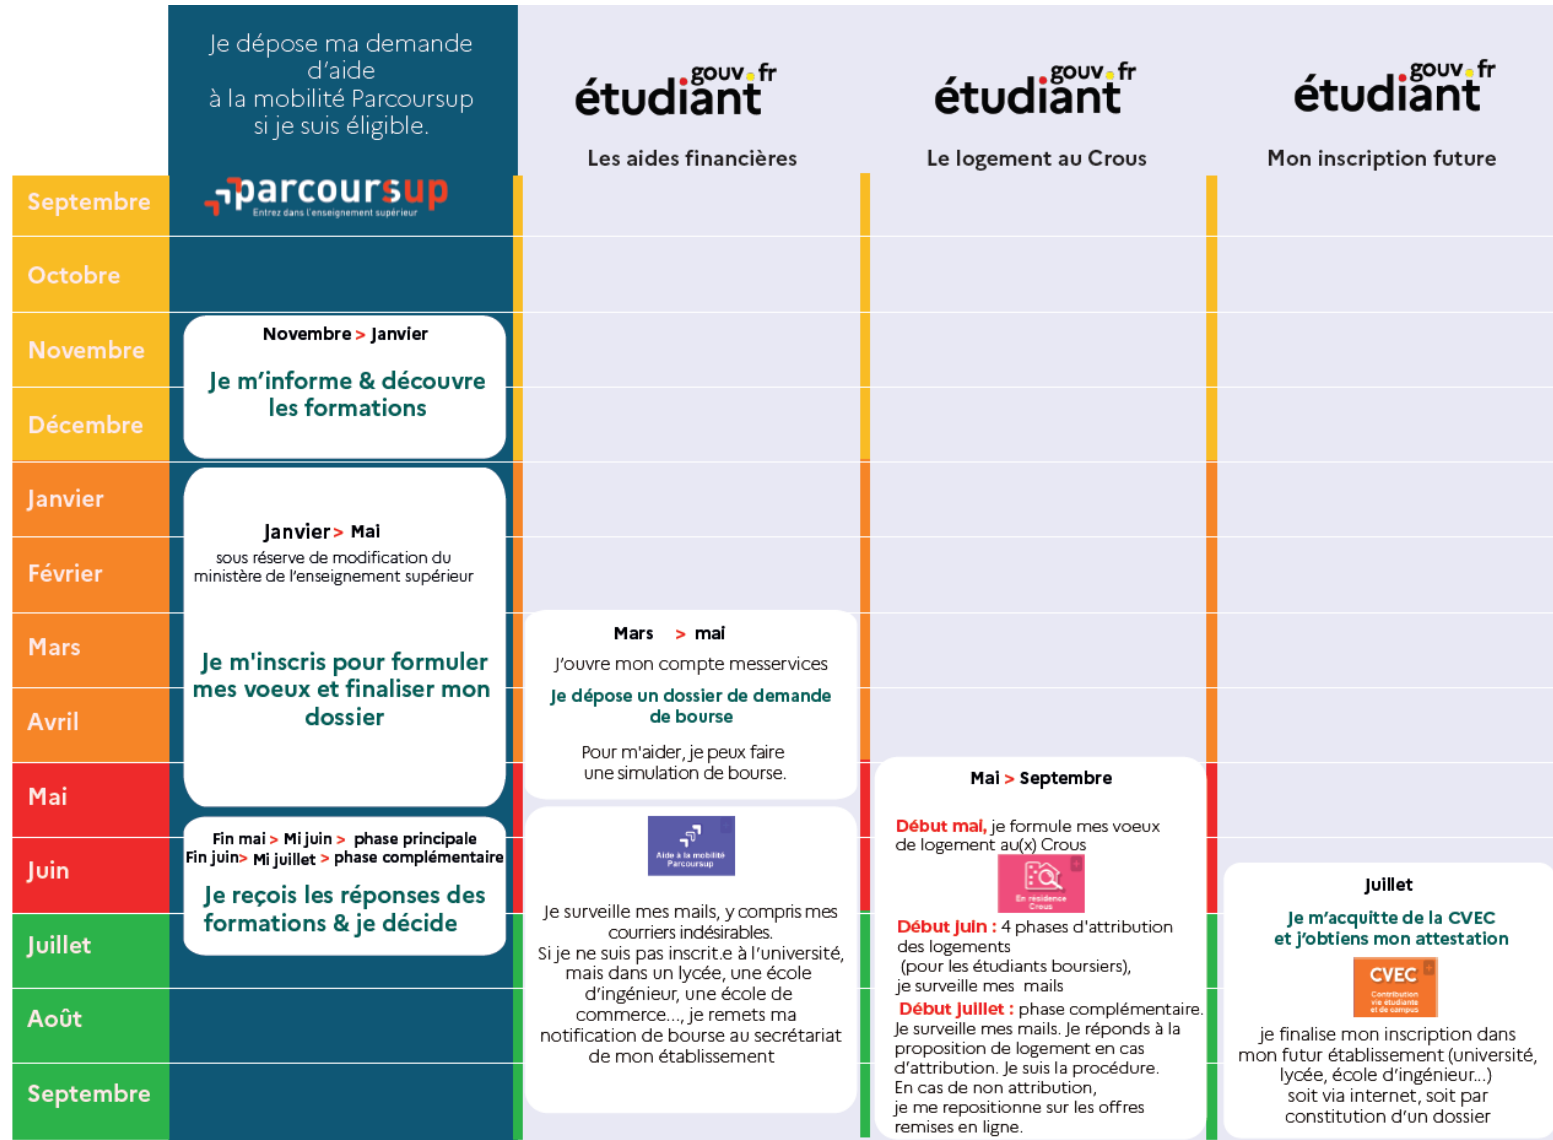 Je dépose ma demande
d'aide
à la mobilité Parcoursup
si je suis éligible.
parcoursup
Entrez dans l'enseignement supérieur
étudiant.gouv.fr
Les aides financières
étudiant.gouv.fr
Le logement au Crous
étudiant.gouv.fr
Mon inscription future
Septembre
Octobre
Novembre
Décembre
Janvier
Février
Mars
Avril
Mai
Juin
Juillet
Août
Septembre
Novembre > Janvier
Je m'informe & découvre
les formations
Janvier > Mai
sous réserve de modification du
ministère de l'enseignement supérieur
Je m'inscris pour formuler
mes voeux et finaliser mon
dossier
Fin mai > Mi juin > phase principale
Fin juin> Mi juillet > phase complémentaire
Je reçois les réponses des
formations & je décide
Mars > mai
J'ouvre mon compte messervices
Je dépose un dossier de demande
de bourse
Pour m'aider, je peux faire
une simulation de bourse.
Aide à la mobilité
Parcoursup
Je surveille mes mails, y compris mes
courriers indésirables.
Si je ne suis pas inscrit.e à l'université,
mais dans un lycée, une école
d'ingénieur, une école de
commerce..., je remets ma
notification de bourse au secrétariat
de mon établissement
Mai > Septembre
Début mai, je formule mes voeux
de logement au(x) Crous
En résidence
Crous
Début juin : 4 phases d'attribution
des logements
(pour les étudiants boursiers),
je surveille mes mails
Début juillet : phase complémentaire.
Je surveille mes mails. Je réponds à la
proposition de logement en cas
d'attribution. Je suis la procédure.
En cas de non attribution,
je me repositionne sur les offres
remises en ligne.
Juillet
Je m'acquitte de la CVEC
et j'obtiens mon attestation
CVEC
Contribution
vie étudiante
et de campus
je finalise mon inscription dans
mon futur établissement (université,
lycée, école d'ingénieur...)
soit via internet, soit par
constitution d'un dossier